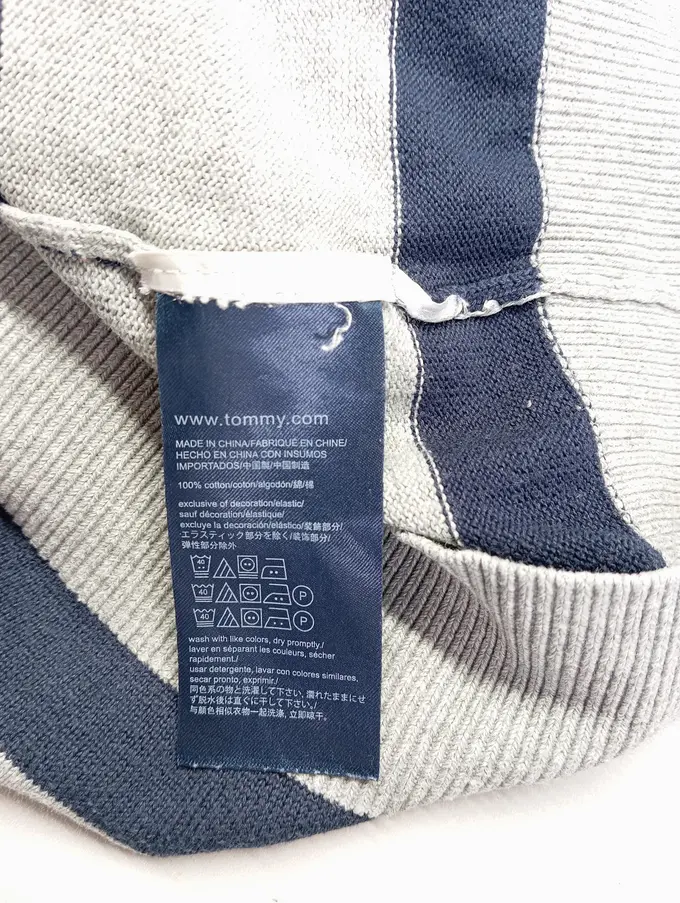 www.tommy.com
MADE IN CHINA/FABRIQUÉ EN CHINE/
HECHO EN CHINA CON INSUMOS
IMPORTADOS/中国製/中国制造
100% cotton/coton/algodón/綿/棉
exclusive of decoration/elastic/
sauf décoration/élastique/
excluye la decoración/elástico/装飾部分/
エラスティック部分を除く/装饰部分/
弹性部分除外
40
40 P
40 P
wash with like colors, dry promptly./
laver en séparant les couleurs, sécher
rapidement./
usar detergente, lavar con colores similares,
secar pronto, exprimir./
同色系の物と洗濯して下さい, 濡れたままにせ
ず脱水後は直ぐに干して下さい./
与颜色相似衣物一起洗涤, 立即晾干.